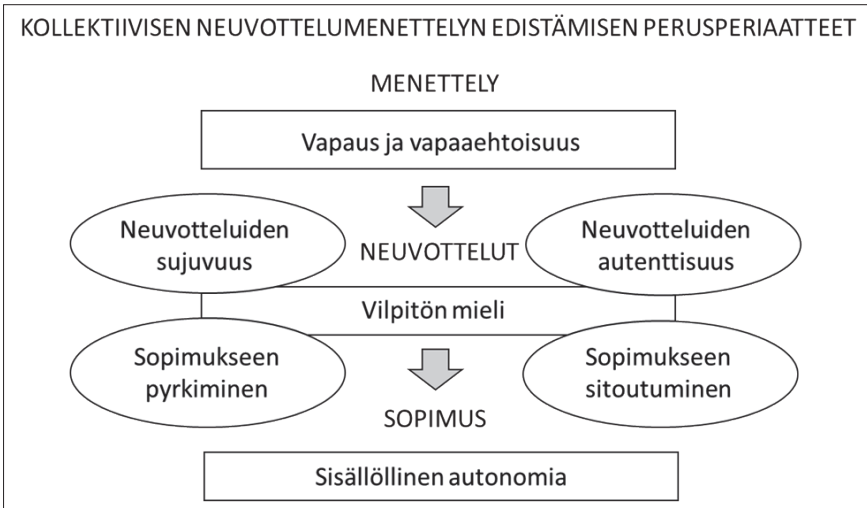 KOLLEKTIIVISEN NEUVOTTELUMENETTELYN EDISTÄMISEN PERUSPERIAATTEET
MENETTELY
Vapaus ja vapaaehtoisuus
Neuvotteluiden
sujuvuus
NEUVOTTELUT
Neuvotteluiden
autenttisuus
Vilpitön mieli
Sopimukseen
pyrkiminen
Sopimukseen
sitoutuminen
SOPIMUS
Sisällöllinen autonomia